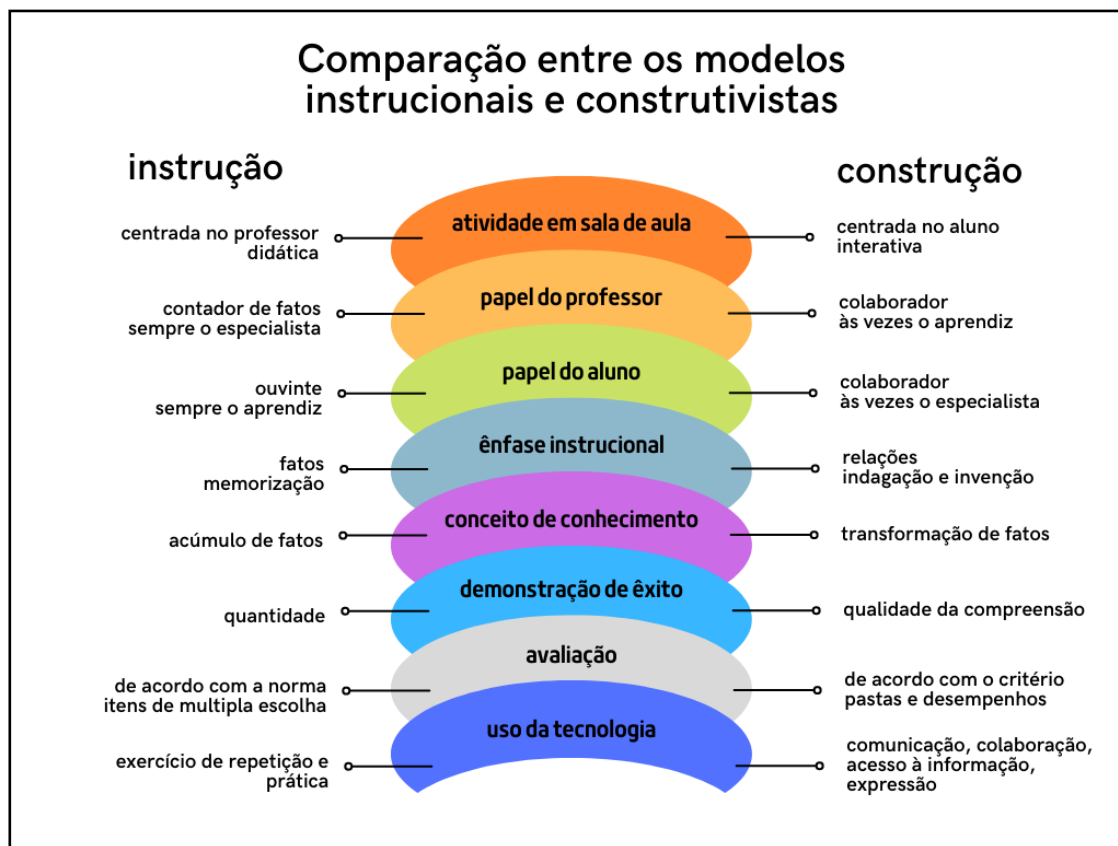 Comparação entre os modelos
instrucionais e construtivistas
instrução
construção
atividade em sala de aula
centrada no professor
didática
centrada no aluno
interativa
papel do professor
contador de fatos
sempre o especialista
colaborador
às vezes o aprendiz
papel do aluno
ouvinte
sempre o aprendiz
colaborador
às vezes o especialista
ênfase instrucional
fatos
memorização
relações
indagação e invenção
conceito de conhecimento
acúmulo de fatos
transformação de fatos
demonstração de êxito
quantidade
qualidade da compreensão
avaliação
de acordo com a norma
itens de multipla escolha
de acordo com o critério
pastas e desempenhos
uso da tecnologia
exercício de repetição e
prática
comunicação, colaboração,
acesso à informação,
expressão